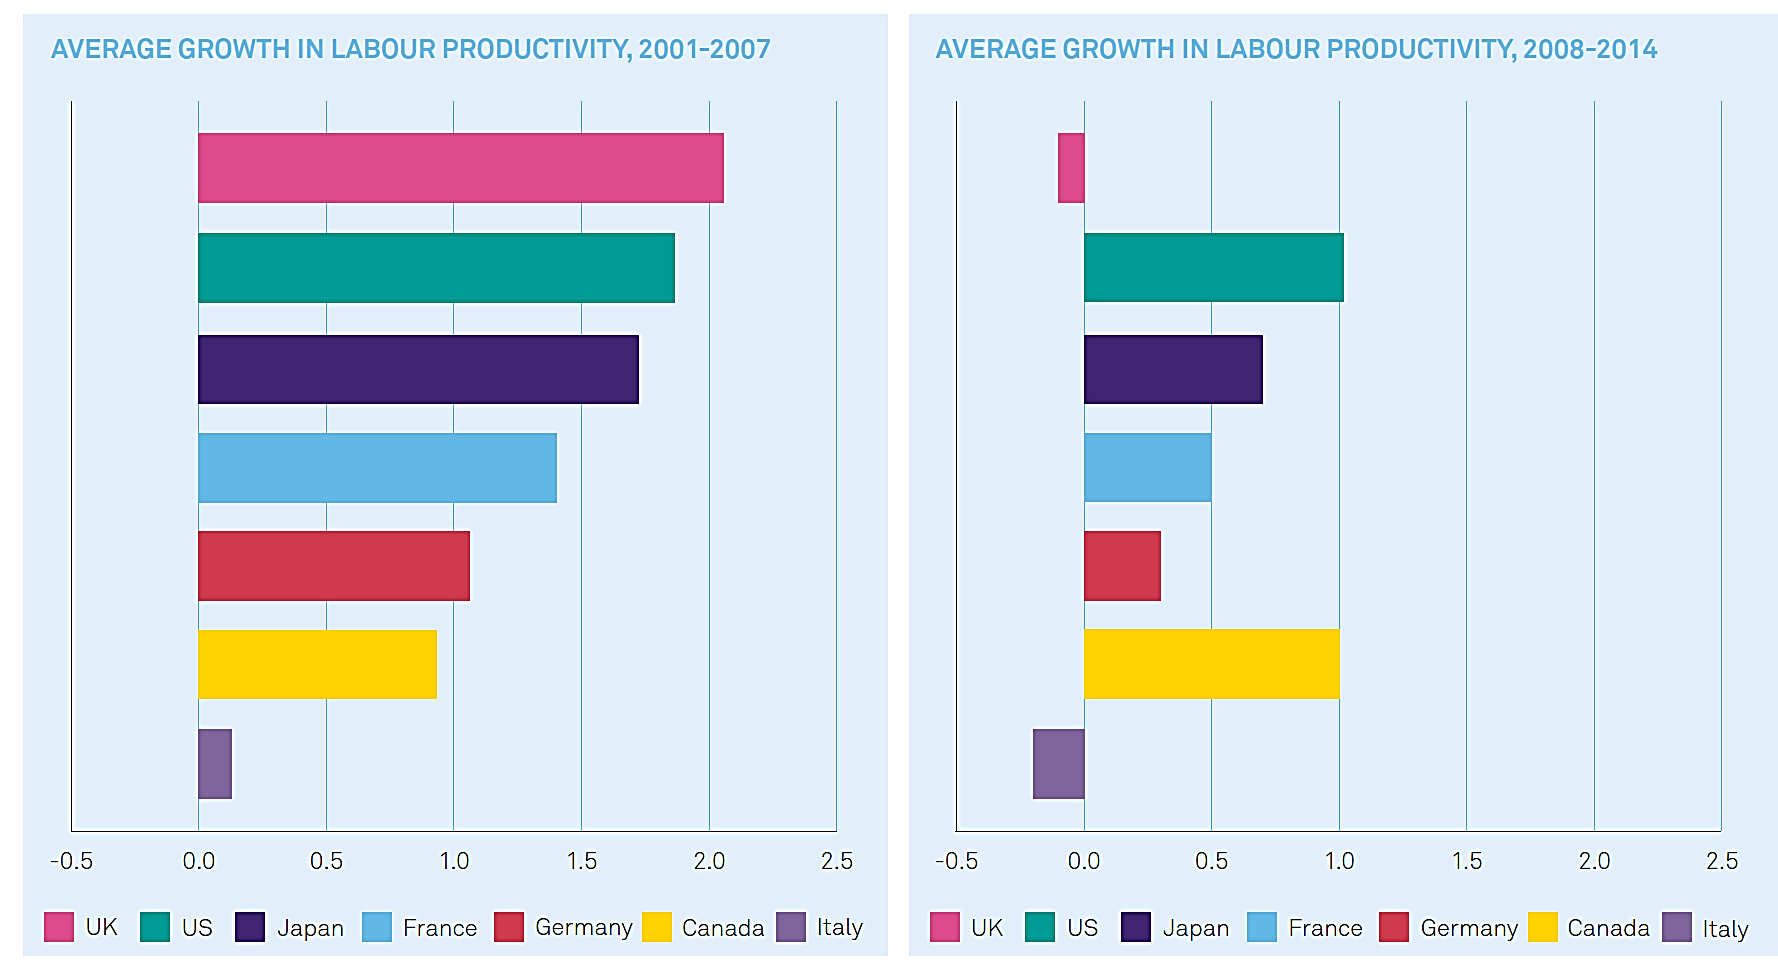 AVERAGE GROWTH IN LABOUR PRODUCTIVITY, 2001-2007
-0.5 0.0 0.5 1.0 1.5 2.0 2.5
UK US Japan France Germany Canada Italy
AVERAGE GROWTH IN LABOUR PRODUCTIVITY, 2008-2014
-0.5 0.0 0.5 1.0 1.5 2.0 2.5
UK US Japan France Germany Canada Italy